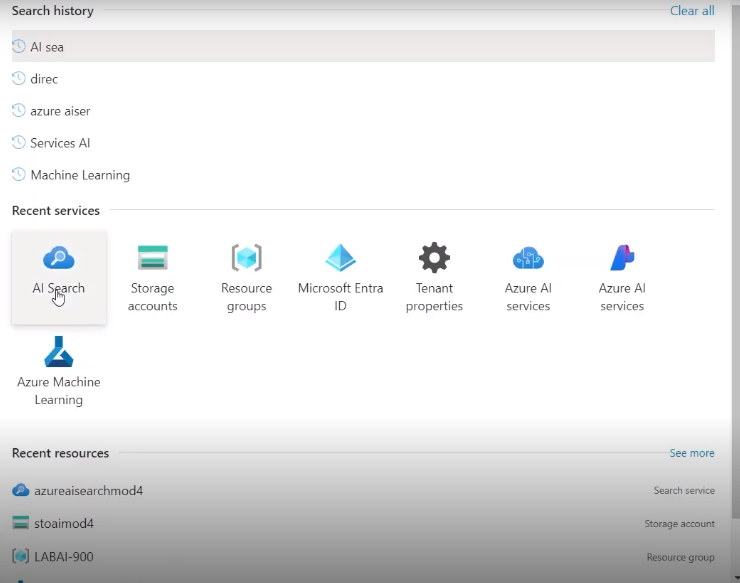 Search history
Clear all
AI sea
direc
azure aiser
Services AI
Machine Learning
Recent services
AI Search
Storage accounts
Resource groups
Microsoft Entra ID
Tenant properties
Azure AI services
Azure AI services
Azure Machine Learning
Recent resources
See more
azureaisearchmod4
Search service
stoaimod4
Storage account
LABAI-900
Resource group